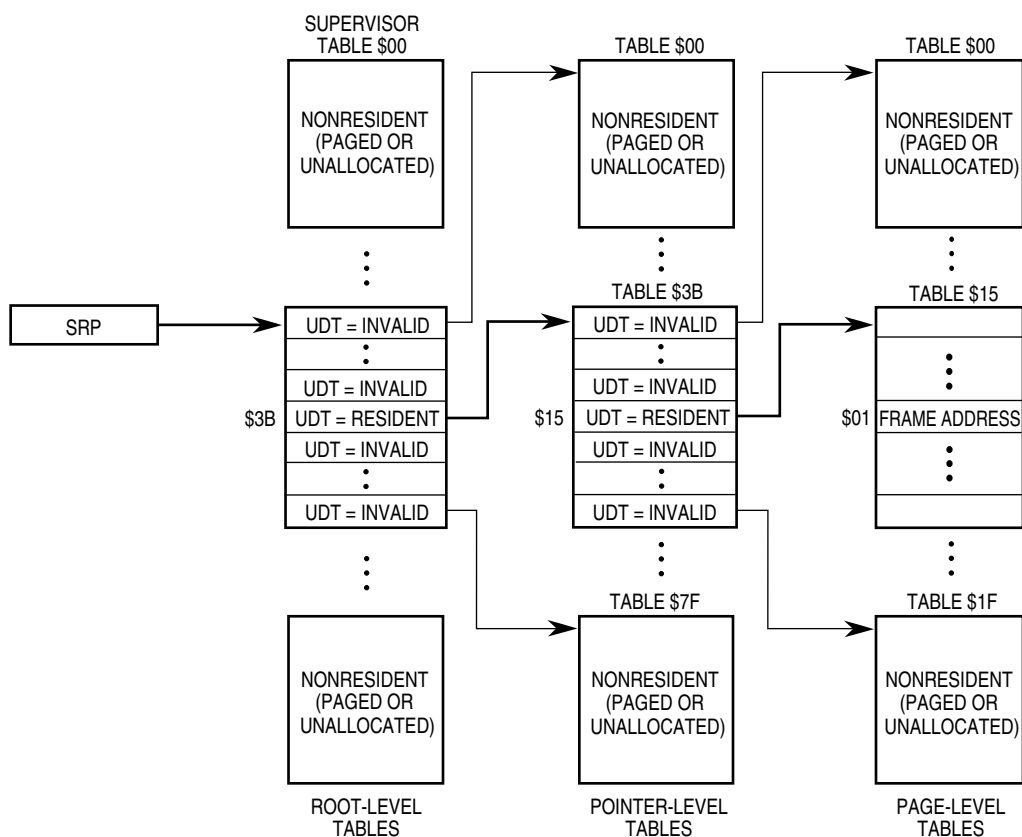 SUPERVISOR
TABLE $00
TABLE $00
TABLE $00
NONRESIDENT
(PAGED OR
UNALLOCATED)
NONRESIDENT
(PAGED OR
UNALLOCATED)
NONRESIDENT
(PAGED OR
UNALLOCATED)
TABLE $3B
TABLE $15
SRP
UDT = INVALID
UDT = INVALID
UDT = INVALID
UDT = INVALID
$3B
UDT = RESIDENT
$15
UDT = RESIDENT
$01
FRAME ADDRESS
UDT = INVALID
UDT = INVALID
UDT = INVALID
UDT = INVALID
TABLE $7F
TABLE $1F
NONRESIDENT
(PAGED OR
UNALLOCATED)
NONRESIDENT
(PAGED OR
UNALLOCATED)
NONRESIDENT
(PAGED OR
UNALLOCATED)
ROOT-LEVEL
TABLES
POINTER-LEVEL
TABLES
PAGE-LEVEL
TABLES